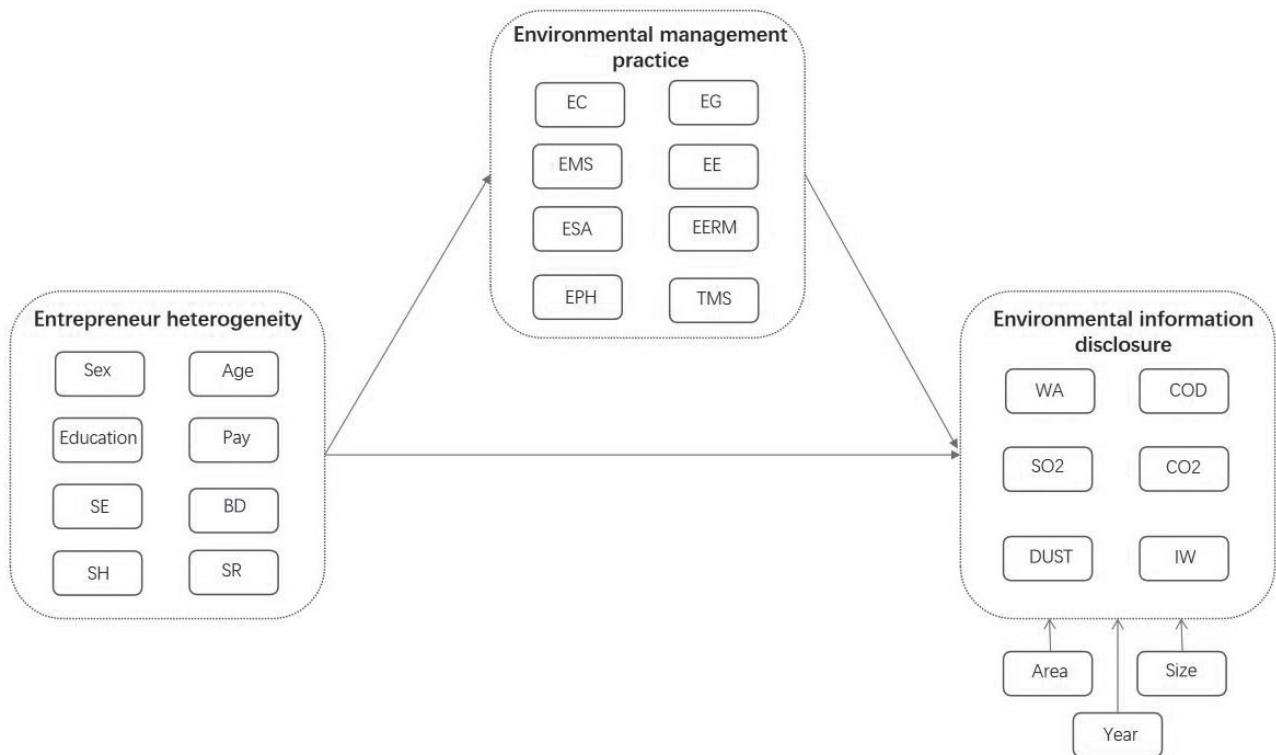 Environmental management
practice
EC
EG
EMS
EE
ESA
EERM
EPH
TMS
Entrepreneur heterogeneity
Sex
Age
Education
Pay
SE
BD
SH
SR
Environmental information
disclosure
WA
COD
SO2
CO2
DUST
IW
Area
Size
Year